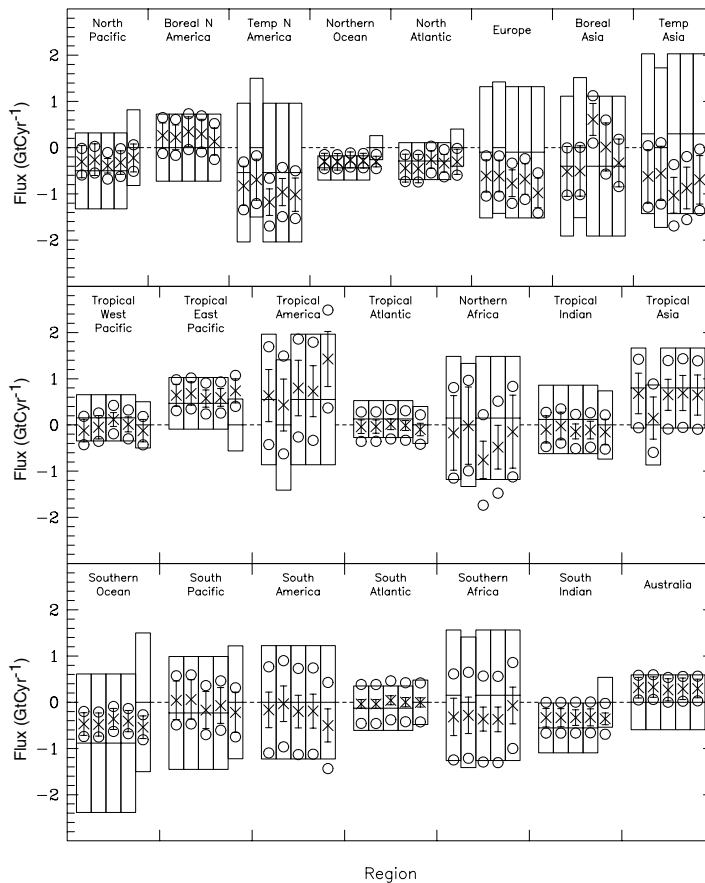 North Pacific
Boreal N America
Temp N America
Northern Ocean
North Atlantic
Europe
Boreal Asia
Temp Asia
2
1
0
−1
−2
Flux (GtCyr⁻¹)
Tropical West Pacific
Tropical East Pacific
Tropical America
Tropical Atlantic
Northern Africa
Tropical Indian
Tropical Asia
2
1
0
−1
−2
Flux (GtCyr⁻¹)
Southern Ocean
South Pacific
South America
South Atlantic
Southern Africa
South Indian
Australia
2
1
0
−1
−2
Flux (GtCyr⁻¹)
Region